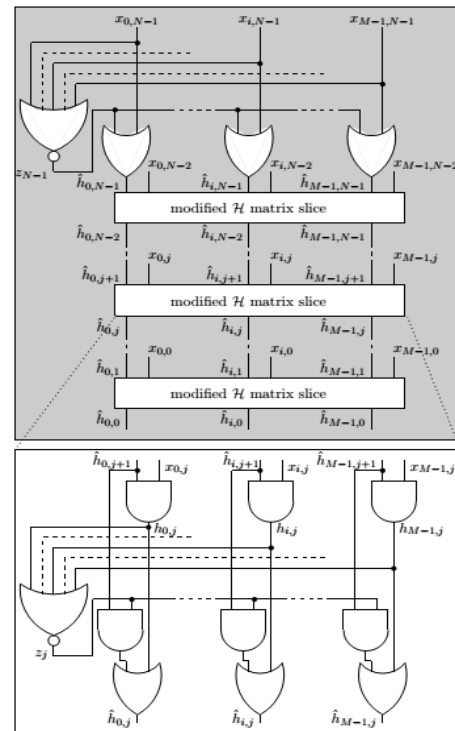 x_{0,N−1} x_{i,N−1} x_{M−1,N−1}
z_{N−1} x_{0,N−2} x_{i,N−2} x_{M−1,N−2}
ĥ_{0,N−1} ĥ_{i,N−1} ĥ_{M−1,N−1}
modified ℋ matrix slice
ĥ_{0,N−2} ĥ_{i,N−2} ĥ_{M−1,N−1}
x_{0,j} x_{i,j} x_{M−1,j}
ĥ_{0,j+1} ĥ_{i,j+1} ĥ_{M−1,j+1}
modified ℋ matrix slice
ĥ_{0,j} ĥ_{i,j} ĥ_{M−1,j}
x_{0,0} x_{i,0} x_{M−1,0}
ĥ_{0,1} ĥ_{i,1} ĥ_{M−1,1}
modified ℋ matrix slice
ĥ_{0,0} ĥ_{i,0} ĥ_{M−1,0}
ĥ_{0,j+1} x_{0,j} ĥ_{i,j+1} x_{i,j} ĥ_{M−1,j+1} x_{M−1,j}
h_{0,j} h_{i,j} h_{M−1,j}
z_j
ĥ_{0,j} ĥ_{i,j} ĥ_{M−1,j}